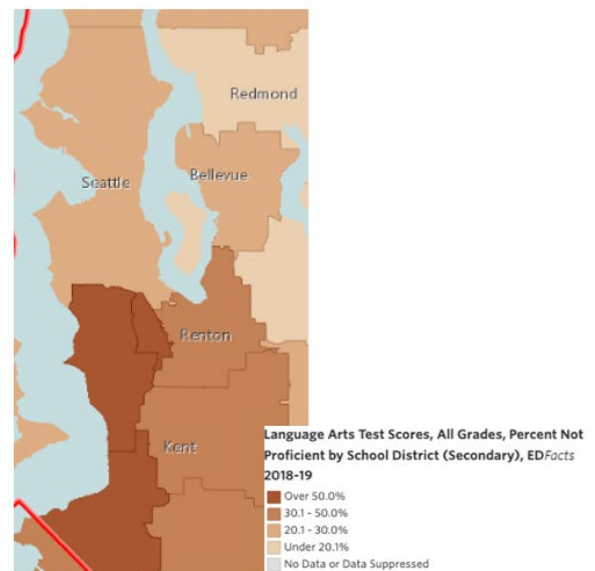 Redmond
Bellevue
Seattle
Renton
Kent
Language Arts Test Scores, All Grades, Percent Not
Proficient by School District (Secondary), EDFacts
2018-19
Over 50.0%
30.1 - 50.0%
20.1 - 30.0%
Under 20.1%
No Data or Data Suppressed